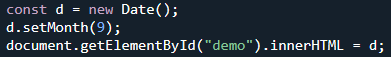 const d = new Date();
d.setMonth(9);
document.getElementById("demo").innerHTML = d;